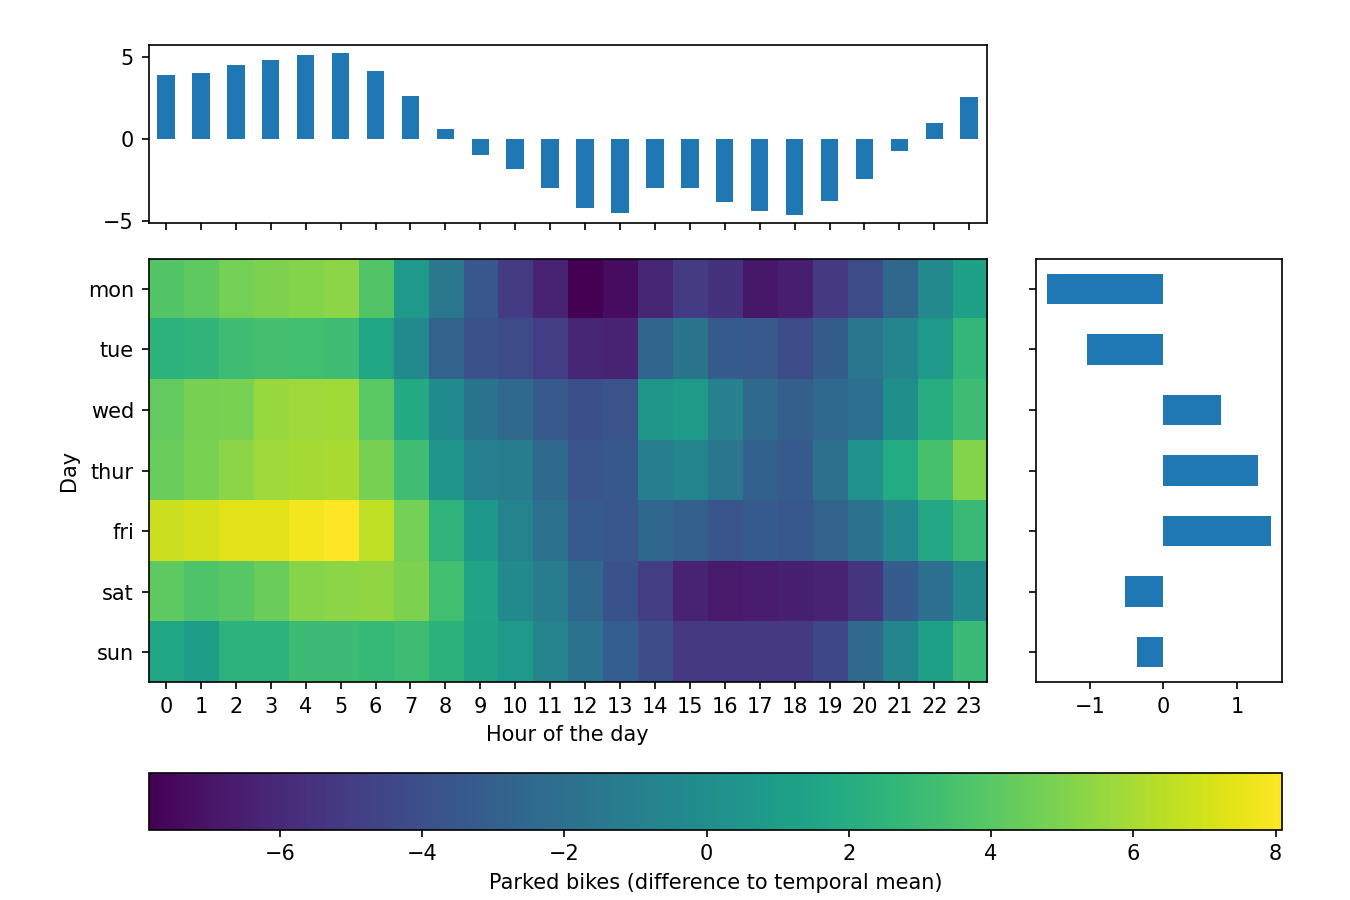 5
0
−5
mon
tue
wed
thur
fri
sat
sun
Day
0 1 2 3 4 5 6 7 8 9 10 11 12 13 14 15 16 17 18 19 20 21 22 23
Hour of the day
−1 0 1
−6 −4 −2 0 2 4 6 8
Parked bikes (difference to temporal mean)